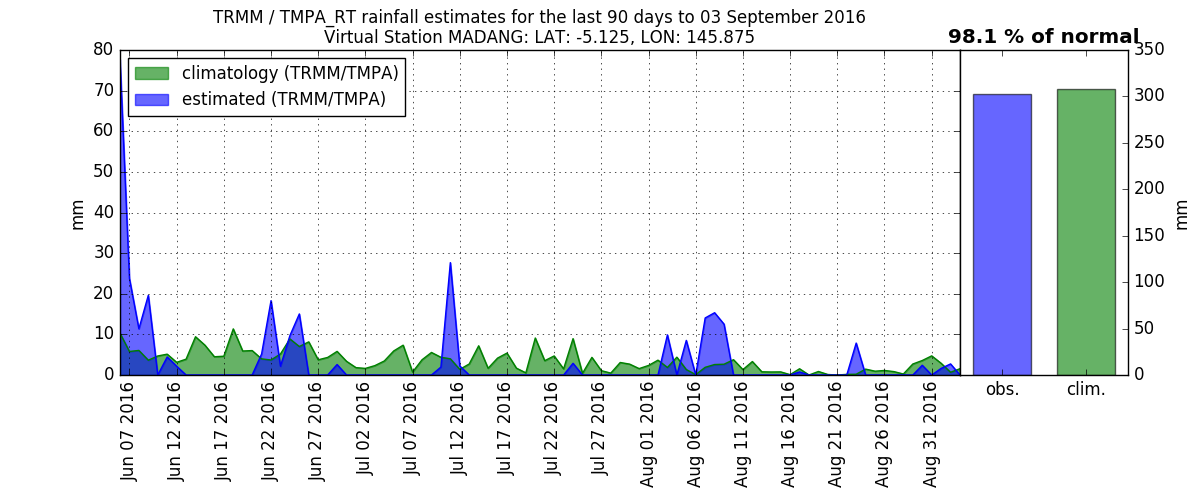 TRMM / TMPA_RT rainfall estimates for the last 90 days to 03 September 2016
Virtual Station MADANG: LAT: -5.125, LON: 145.875
98.1 % of normal
climatology (TRMM/TMPA)
estimated (TRMM/TMPA)
80
70
60
50
40
30
20
10
0
mm
Jun 07 2016
Jun 12 2016
Jun 17 2016
Jun 22 2016
Jun 27 2016
Jul 02 2016
Jul 07 2016
Jul 12 2016
Jul 17 2016
Jul 22 2016
Jul 27 2016
Aug 01 2016
Aug 06 2016
Aug 11 2016
Aug 16 2016
Aug 21 2016
Aug 26 2016
Aug 31 2016
obs.
clim.
350
300
250
200
150
100
50
0
mm